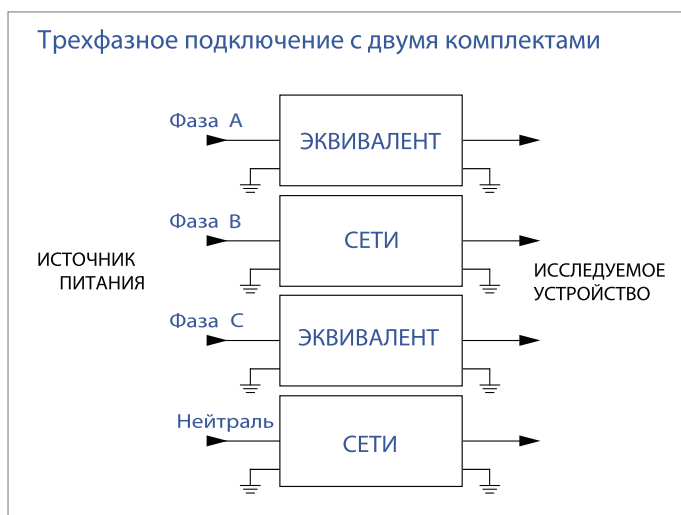 Трехфазное подключение с двумя комплектами
Фаза А
ЭКВИВАЛЕНТ
Фаза В
СЕТИ
ИСТОЧНИК
ПИТАНИЯ
ИССЛЕДУЕМОЕ
УСТРОЙСТВО
Фаза С
ЭКВИВАЛЕНТ
Нейтраль
СЕТИ